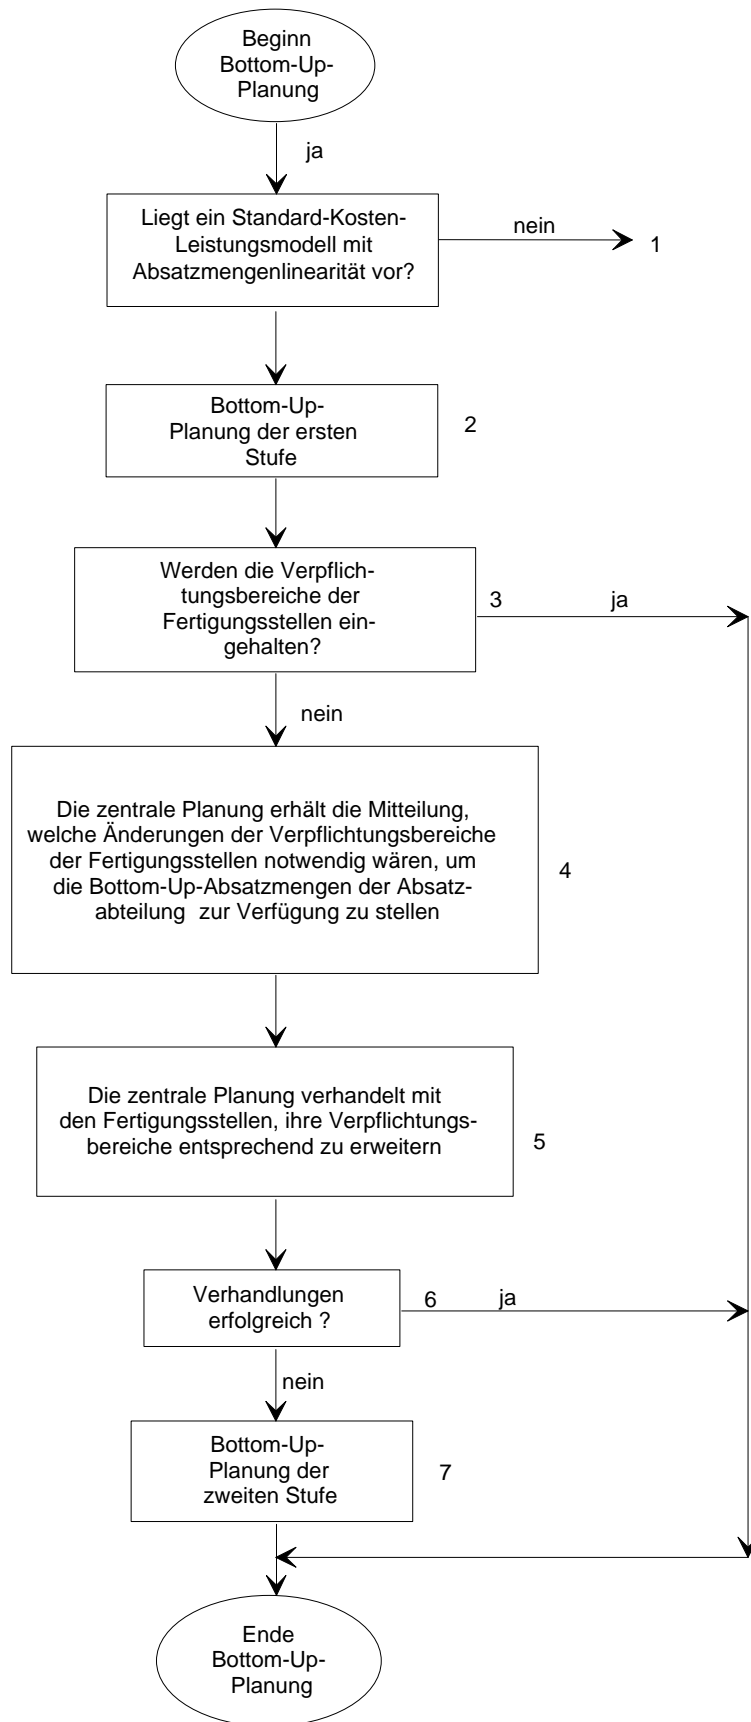 Beginn
Bottom-Up-
Planung
ja
Liegt ein Standard-Kosten-
Leistungsmodell mit
Absatzmengenlinearität vor?
nein
1
Bottom-Up-
Planung der ersten
Stufe
2
Werden die Verpflich-
tungsbereiche der
Fertigungsstellen ein-
gehalten?
3
ja
nein
Die zentrale Planung erhält die Mitteilung,
welche Änderungen der Verpflichtungsbereiche
der Fertigungsstellen notwendig wären, um
die Bottom-Up-Absatzmengen der Absatz-
abteilung zur Verfügung zu stellen
4
Die zentrale Planung verhandelt mit
den Fertigungsstellen, ihre Verpflichtungs-
bereiche entsprechend zu erweitern
5
Verhandlungen
erfolgreich ?
6
ja
nein
Bottom-Up-
Planung der
zweiten Stufe
7
Ende
Bottom-Up-
Planung